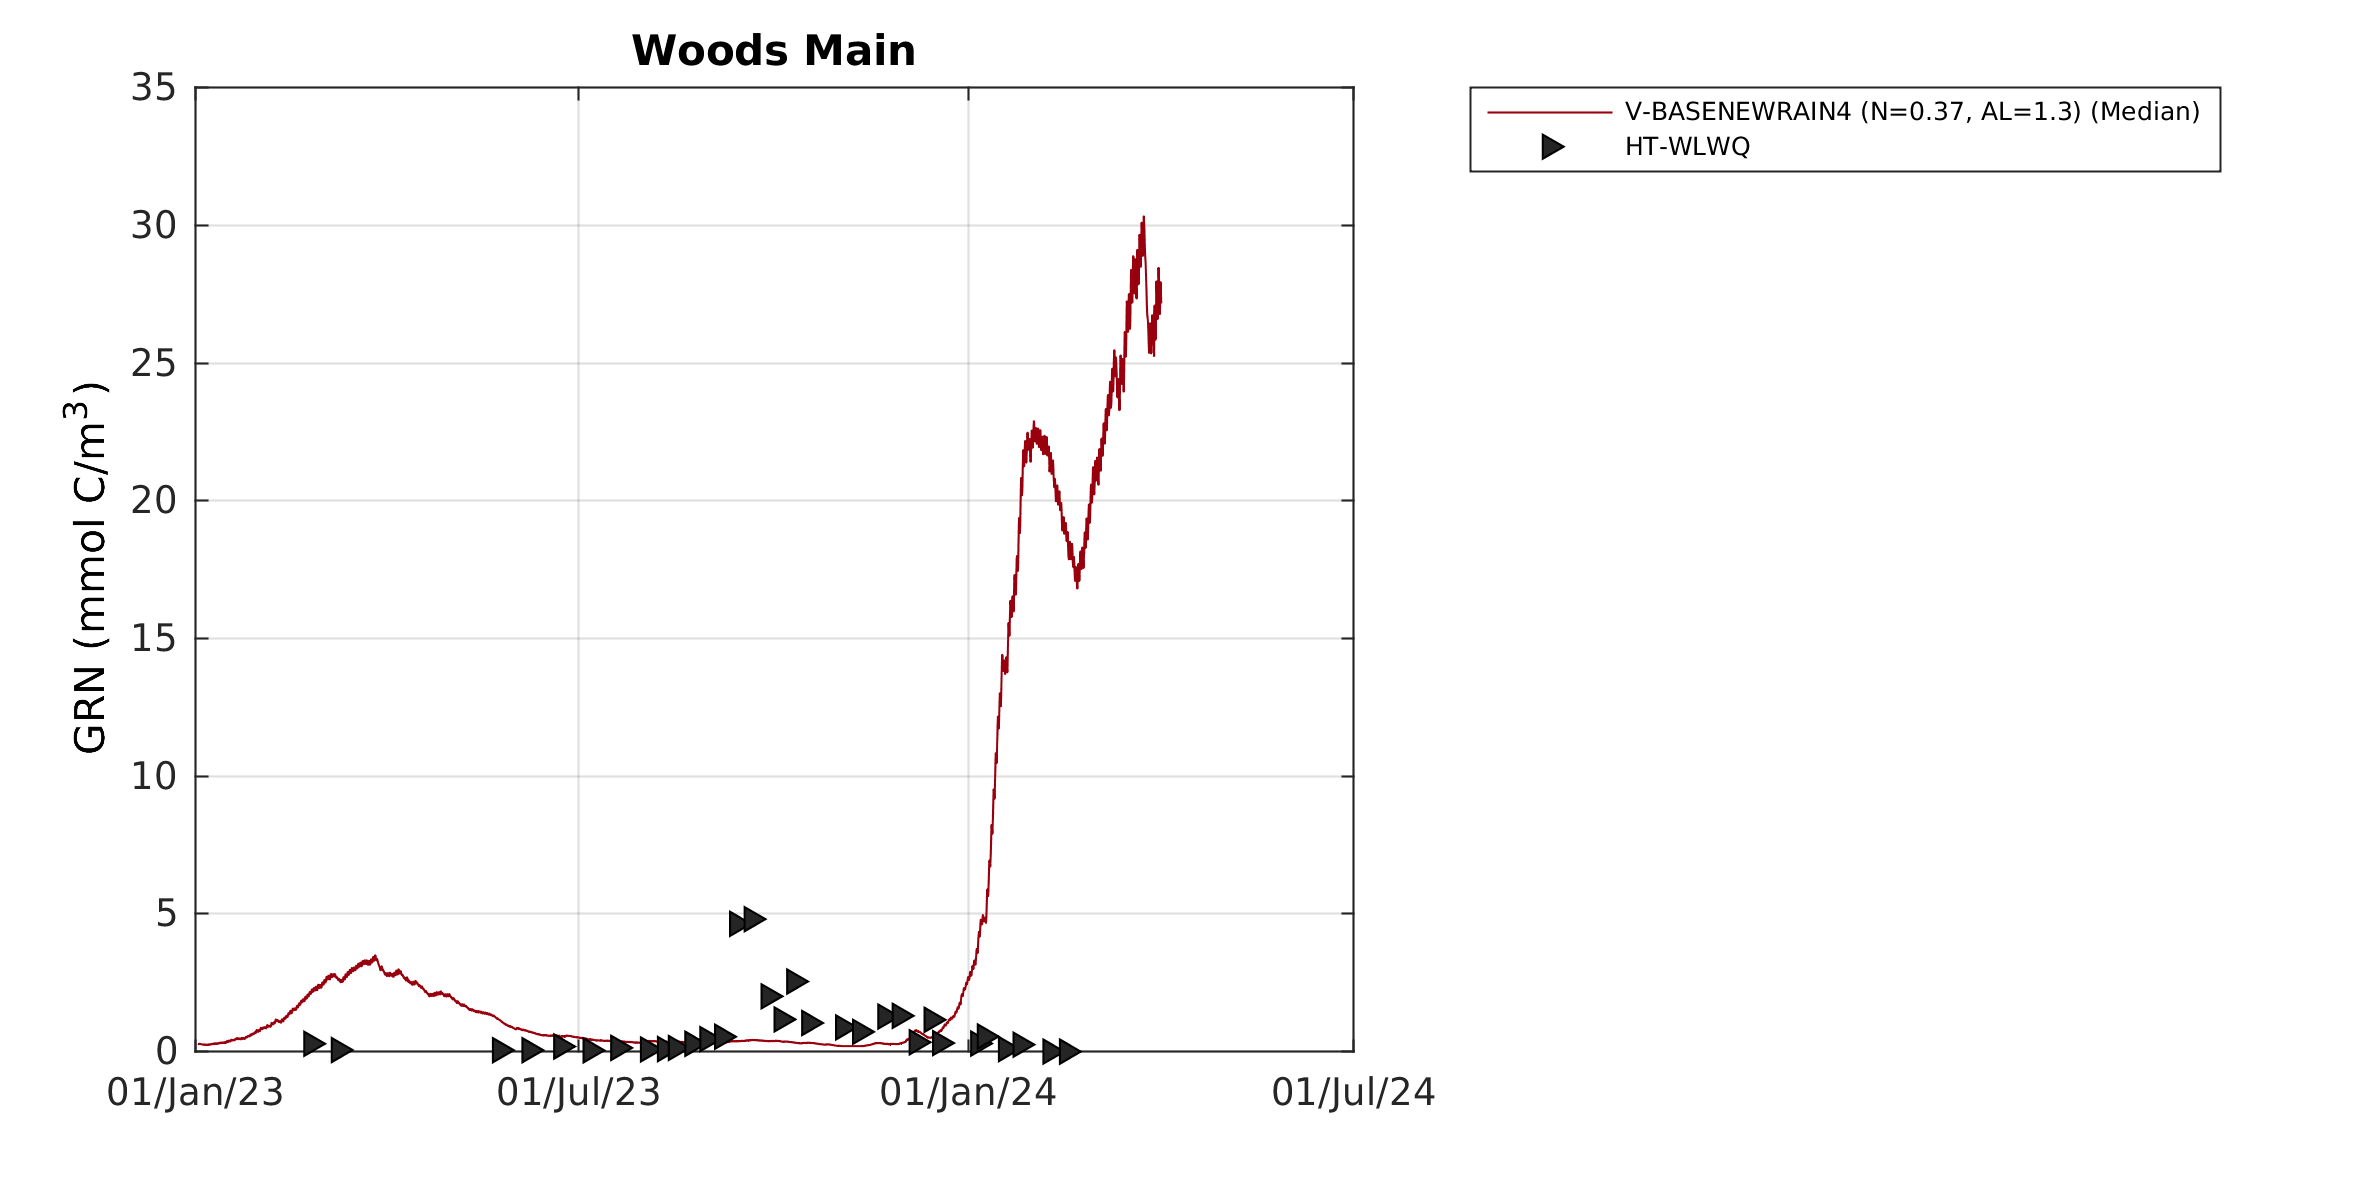 Woods Main
35
30
25
20
15
10
5
0
GRN (mmol C/m³)
01/Jan/23
01/Jul/23
01/Jan/24
01/Jul/24
V-BASENEWRAIN4 (N=0.37, AL=1.3) (Median)
HT-WLWQ